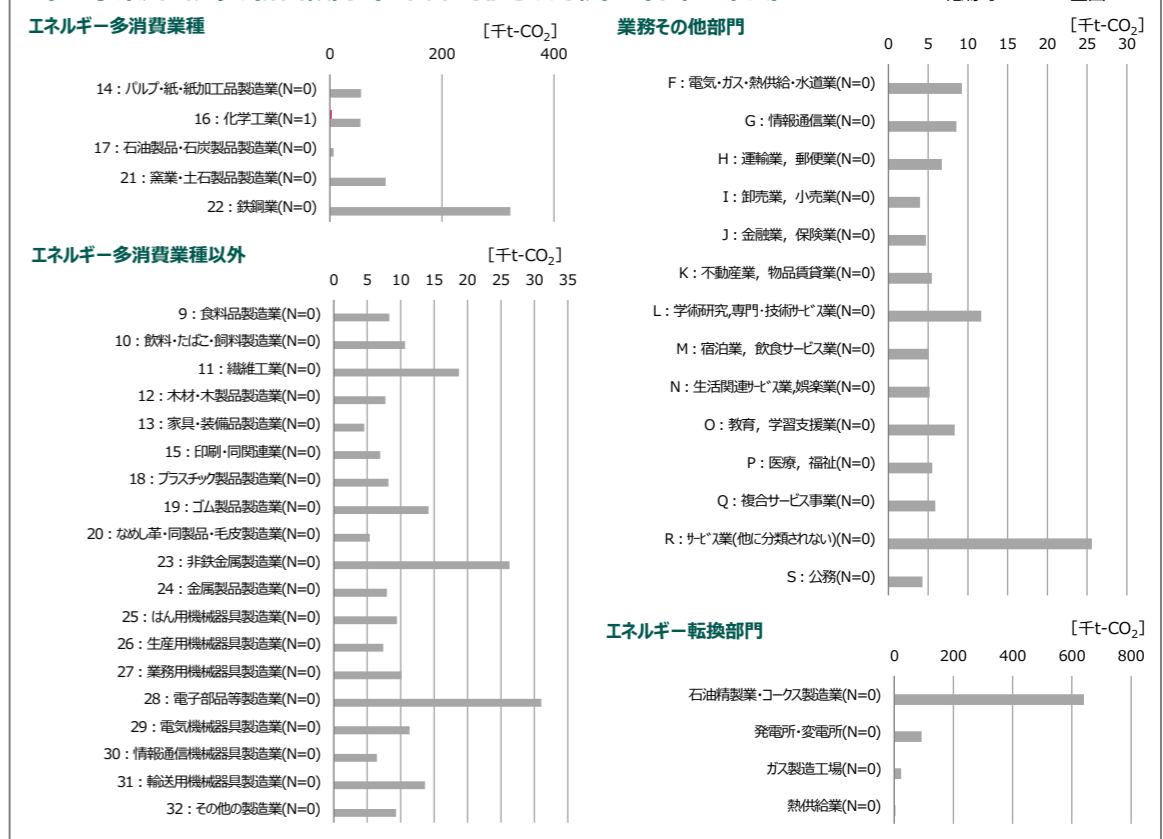 エネルギー多消費業種
[千t-CO2]
0 200 400
14：パルプ・紙・紙加工品製造業(N=0)
16：化学工業(N=1)
17：石油製品・石炭製品製造業(N=0)
21：窯業・土石製品製造業(N=0)
22：鉄鋼業(N=0)
エネルギー多消費業種以外
[千t-CO2]
0 5 10 15 20 25 30 35
9：食料品製造業(N=0)
10：飲料・たばこ・飼料製造業(N=0)
11：繊維工業(N=0)
12：木材・木製品製造業(N=0)
13：家具・装備品製造業(N=0)
15：印刷・同関連業(N=0)
18：プラスチック製品製造業(N=0)
19：ゴム製品製造業(N=0)
20：なめし革・同製品・毛皮製造業(N=0)
23：非鉄金属製造業(N=0)
24：金属製品製造業(N=0)
25：はん用機械器具製造業(N=0)
26：生産用機械器具製造業(N=0)
27：業務用機械器具製造業(N=0)
28：電子部品等製造業(N=0)
29：電気機械器具製造業(N=0)
30：情報通信機械器具製造業(N=0)
31：輸送用機械器具製造業(N=0)
32：その他の製造業(N=0)
業務その他部門
[千t-CO2]
0 5 10 15 20 25 30
F：電気・ガス・熱供給・水道業(N=0)
G：情報通信業(N=0)
H：運輸業，郵便業(N=0)
I：卸売業，小売業(N=0)
J：金融業，保険業(N=0)
K：不動産業，物品賃貸業(N=0)
L：学術研究,専門・技術サービス業(N=0)
M：宿泊業，飲食サービス業(N=0)
N：生活関連サービス業,娯楽業(N=0)
O：教育，学習支援業(N=0)
P：医療，福祉(N=0)
Q：複合サービス事業(N=0)
R：サービス業(他に分類されない)(N=0)
S：公務(N=0)
エネルギー転換部門
[千t-CO2]
0 200 400 600 800
石油精製業・コークス製造業(N=0)
発電所・変電所(N=0)
ガス製造工場(N=0)
熱供給業(N=0)